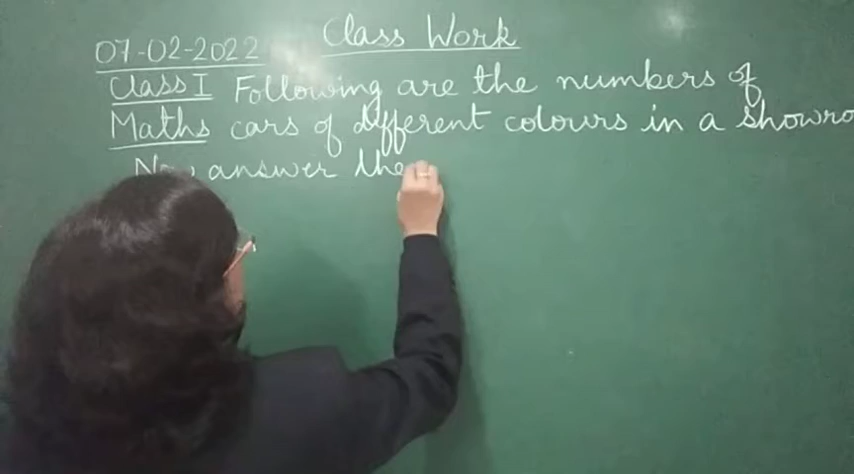 07-02-2022 Class Work
Class I Following are the numbers of
Maths cars of different colours in a showro
Now answer the